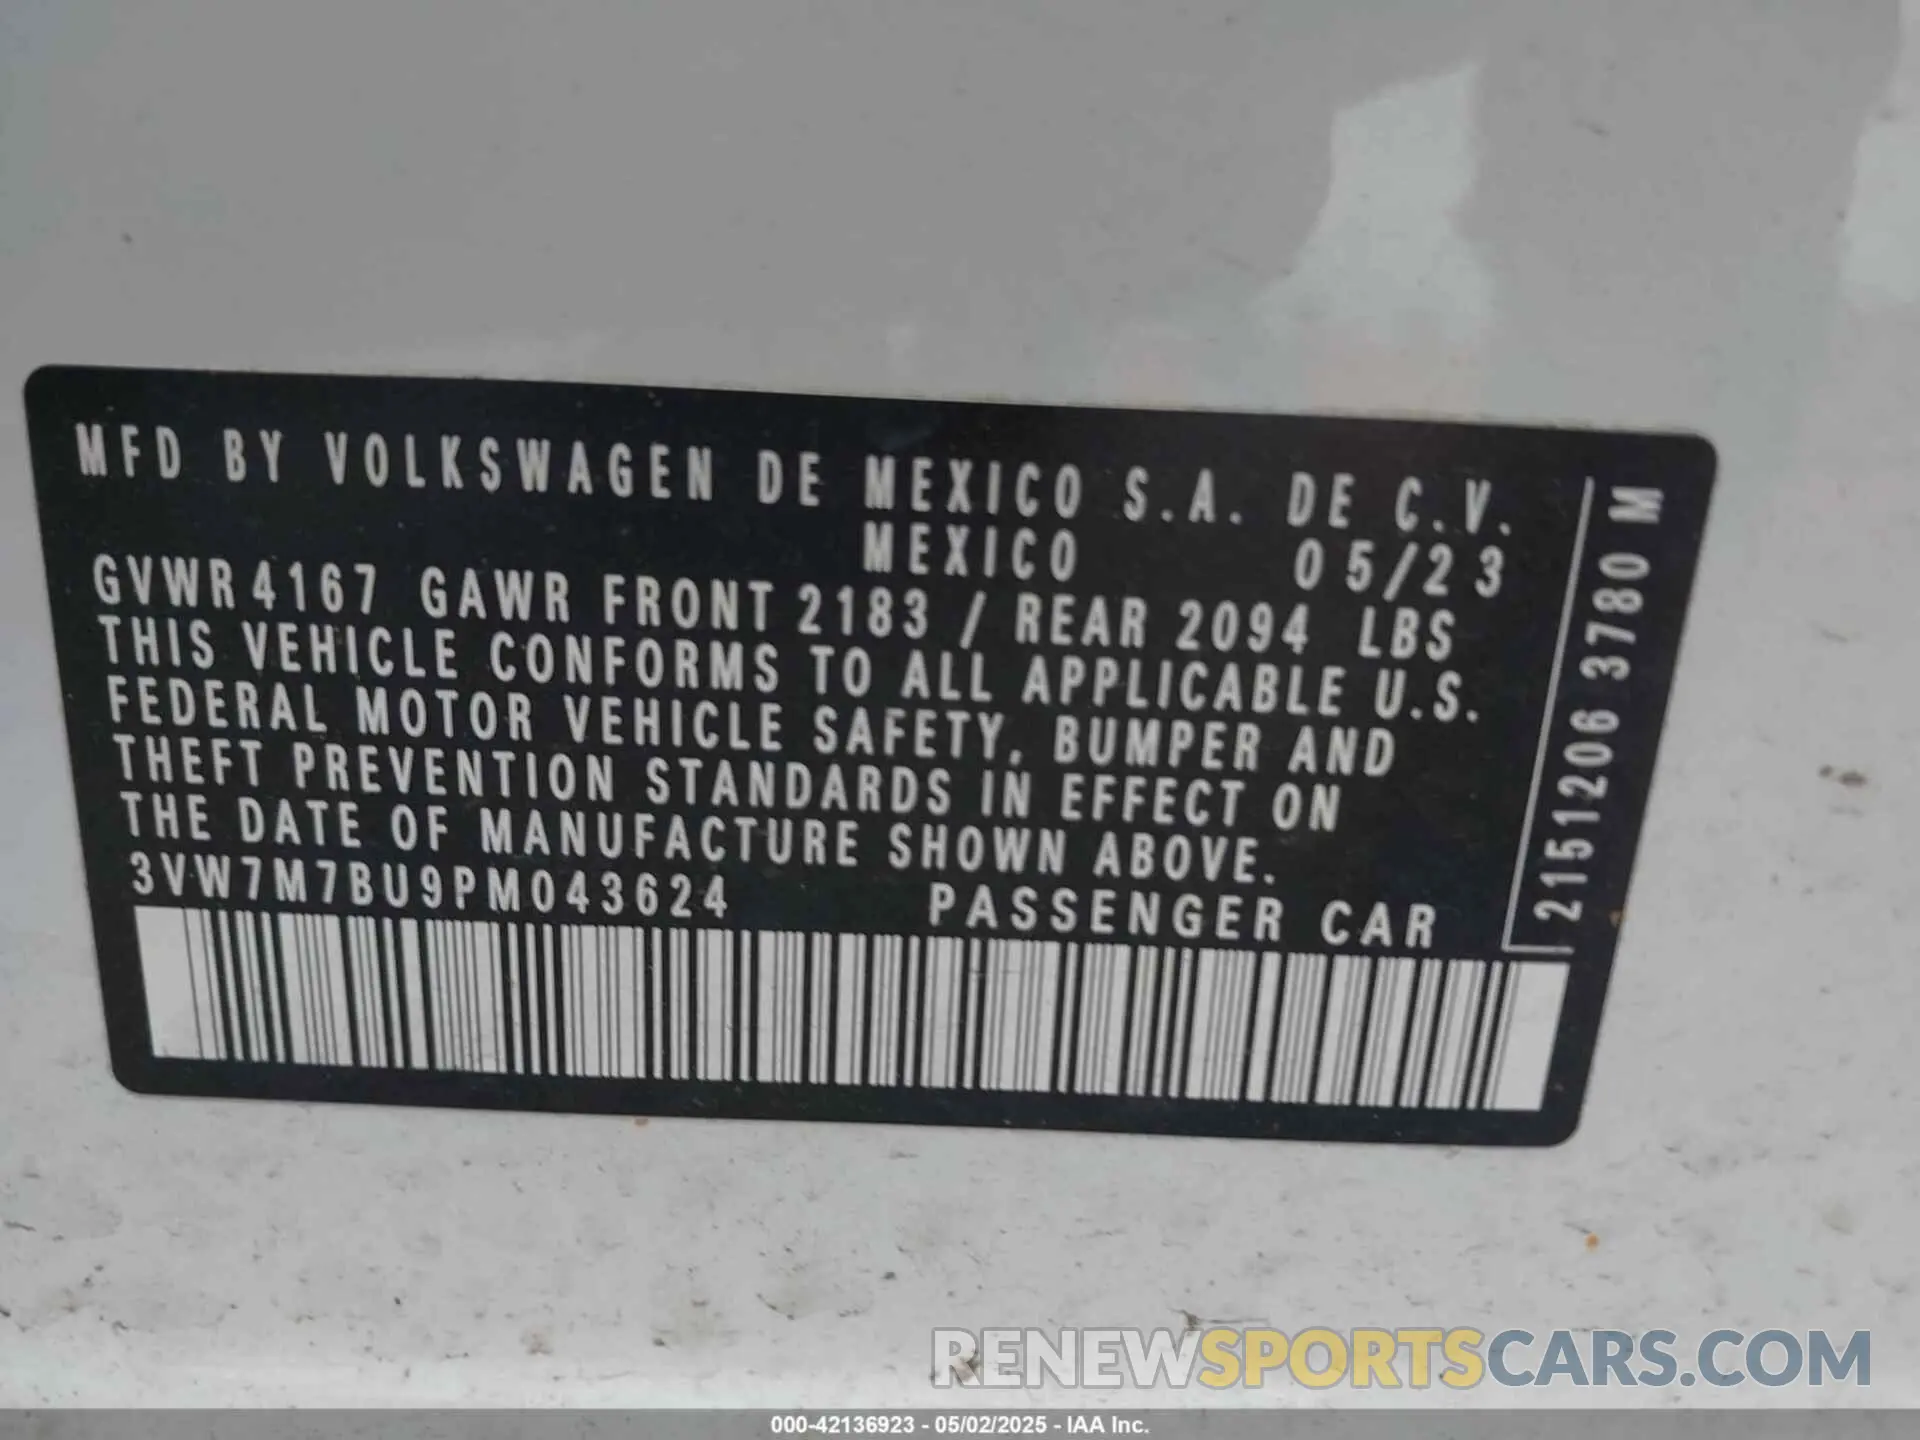 MFD BY VOLKSWAGEN DE MEXICO S.A. DE C.V.
MEXICO 05/23
GVWR 4167 GAWR FRONT 2183 / REAR 2094 LBS
THIS VEHICLE CONFORMS TO ALL APPLICABLE U.S.
FEDERAL MOTOR VEHICLE SAFETY, BUMPER AND
THEFT PREVENTION STANDARDS IN EFFECT ON
THE DATE OF MANUFACTURE SHOWN ABOVE.
3VW7M7BU9PM043624 PASSENGER CAR
2151206 3780 M
RENEWSPORTSCARS.COM
000-42136923 - 05/02/2025 - IAA Inc.